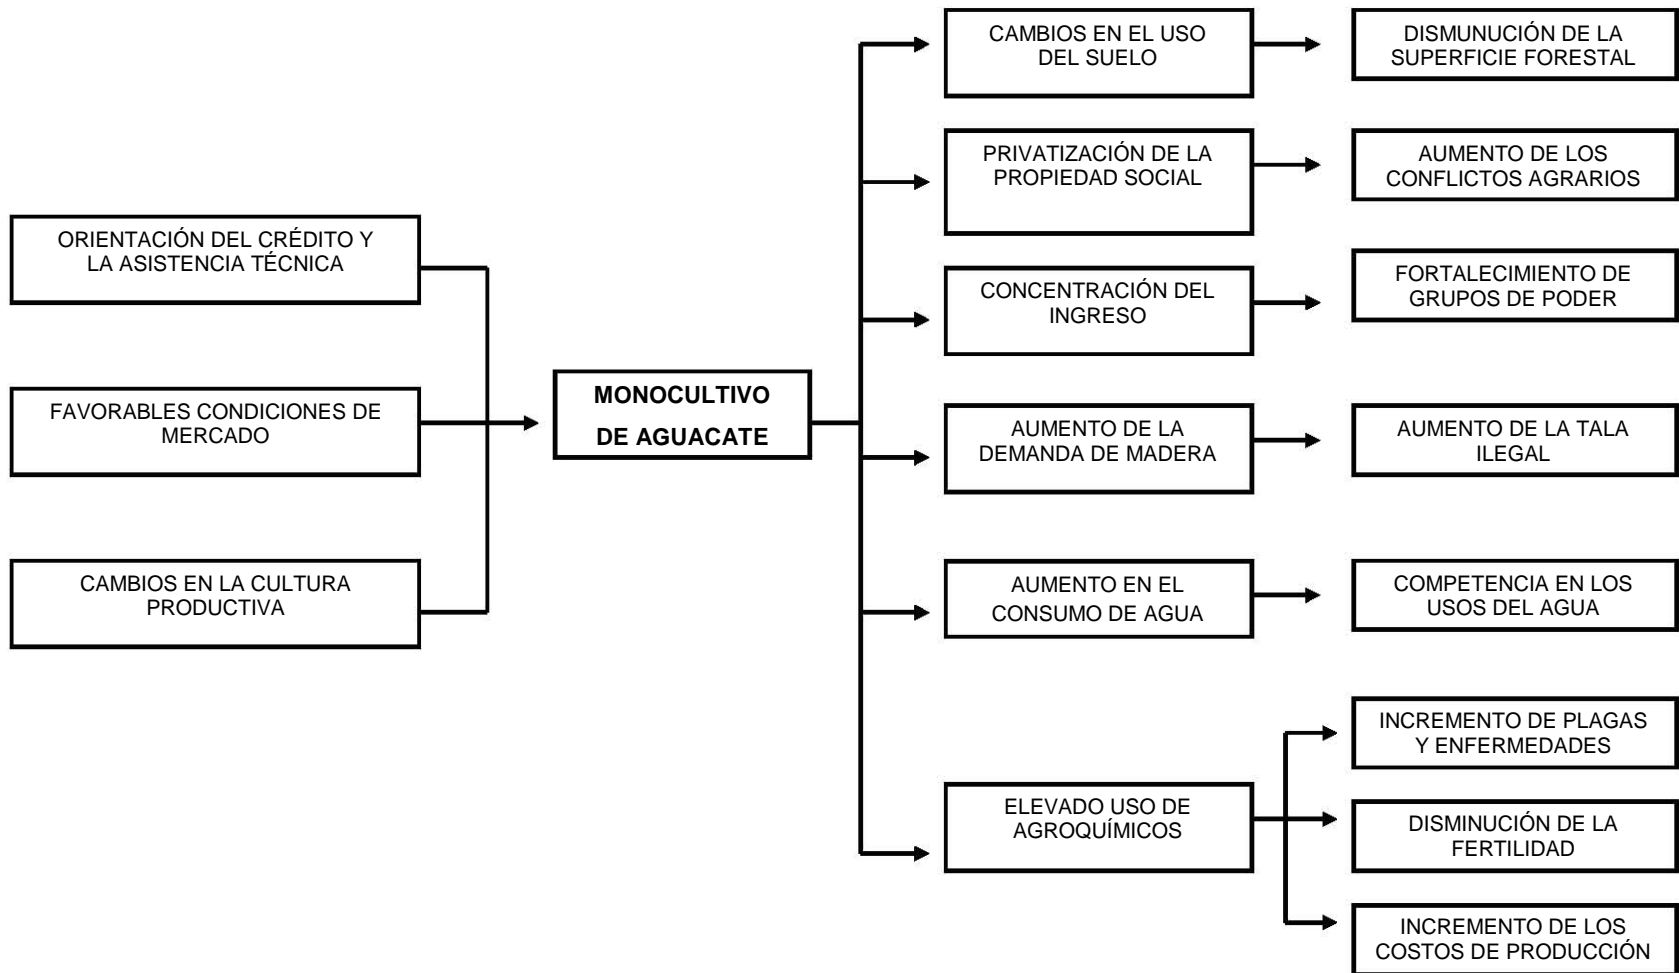 ORIENTACIÓN DEL CRÉDITO Y
LA ASISTENCIA TÉCNICA
FAVORABLES CONDICIONES DE
MERCADO
CAMBIOS EN LA CULTURA
PRODUCTIVA
MONOCULTIVO
DE AGUACATE
CAMBIOS EN EL USO
DEL SUELO
DISMUNUCIÓN DE LA
SUPERFICIE FORESTAL
PRIVATIZACIÓN DE LA
PROPIEDAD SOCIAL
AUMENTO DE LOS
CONFLICTOS AGRARIOS
CONCENTRACIÓN DEL
INGRESO
FORTALECIMIENTO DE
GRUPOS DE PODER
AUMENTO DE LA
DEMANDA DE MADERA
AUMENTO DE LA TALA
ILEGAL
AUMENTO EN EL
CONSUMO DE AGUA
COMPETENCIA EN LOS
USOS DEL AGUA
ELEVADO USO DE
AGROQUÍMICOS
INCREMENTO DE PLAGAS
Y ENFERMEDADES
DISMINUCIÓN DE LA
FERTILIDAD
INCREMENTO DE LOS
COSTOS DE PRODUCCIÓN